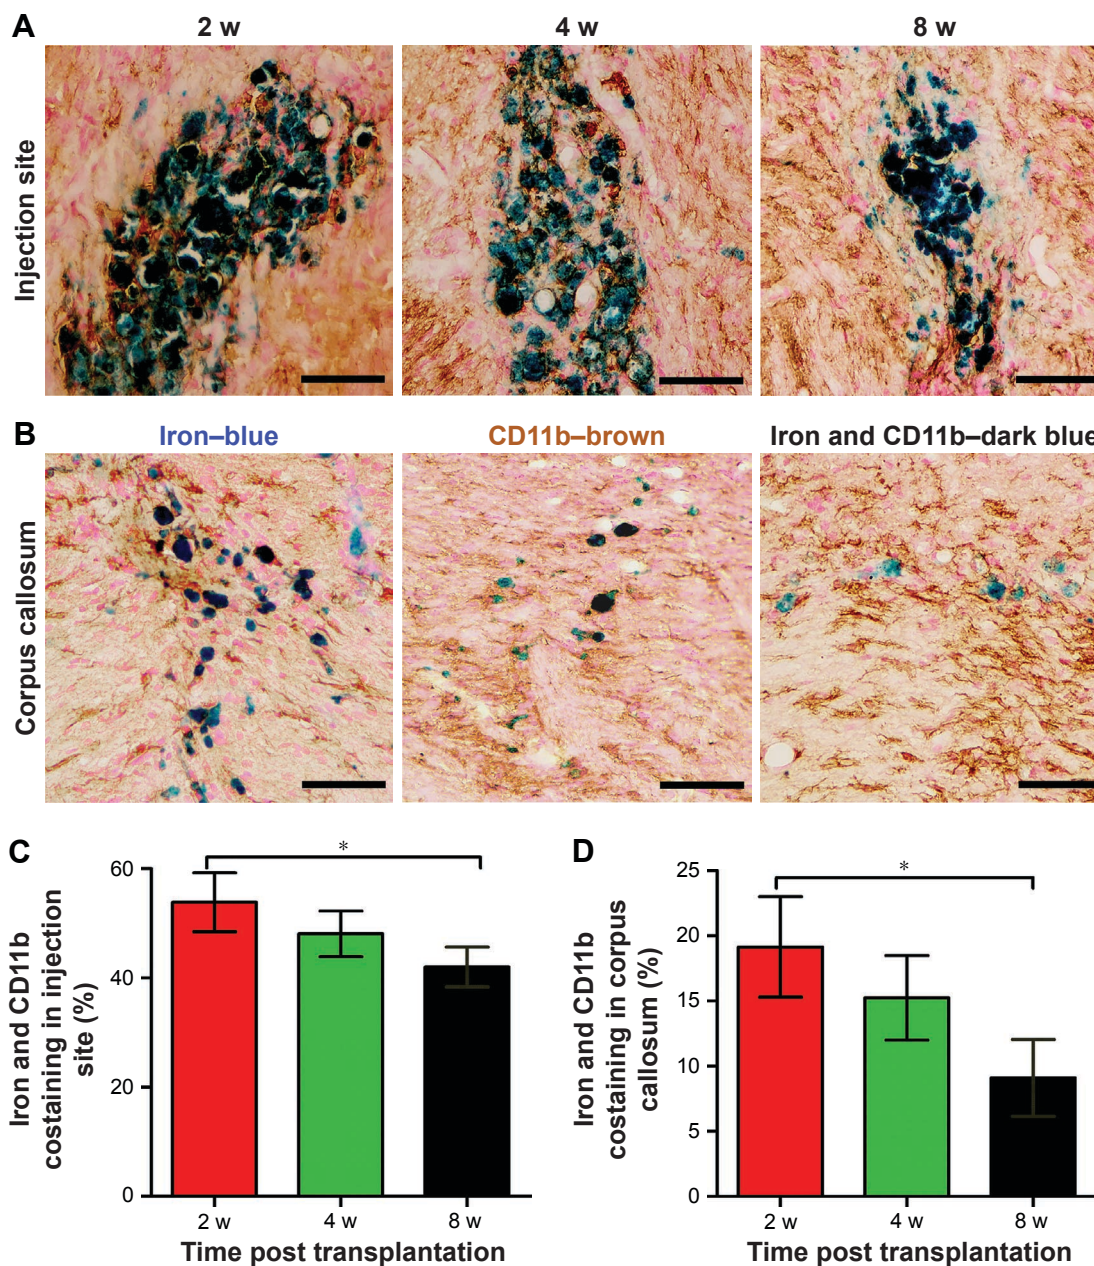 A
2 w
4 w
8 w
Injection site
B
Iron–blue
CD11b–brown
Iron and CD11b–dark blue
Corpus callosum
C
Iron and CD11b
costaining in injection
site (%)
60
40
20
0
*
2 w
4 w
8 w
Time post transplantation
D
Iron and CD11b
costaining in corpus
callosum (%)
25
20
15
10
5
0
*
2 w
4 w
8 w
Time post transplantation